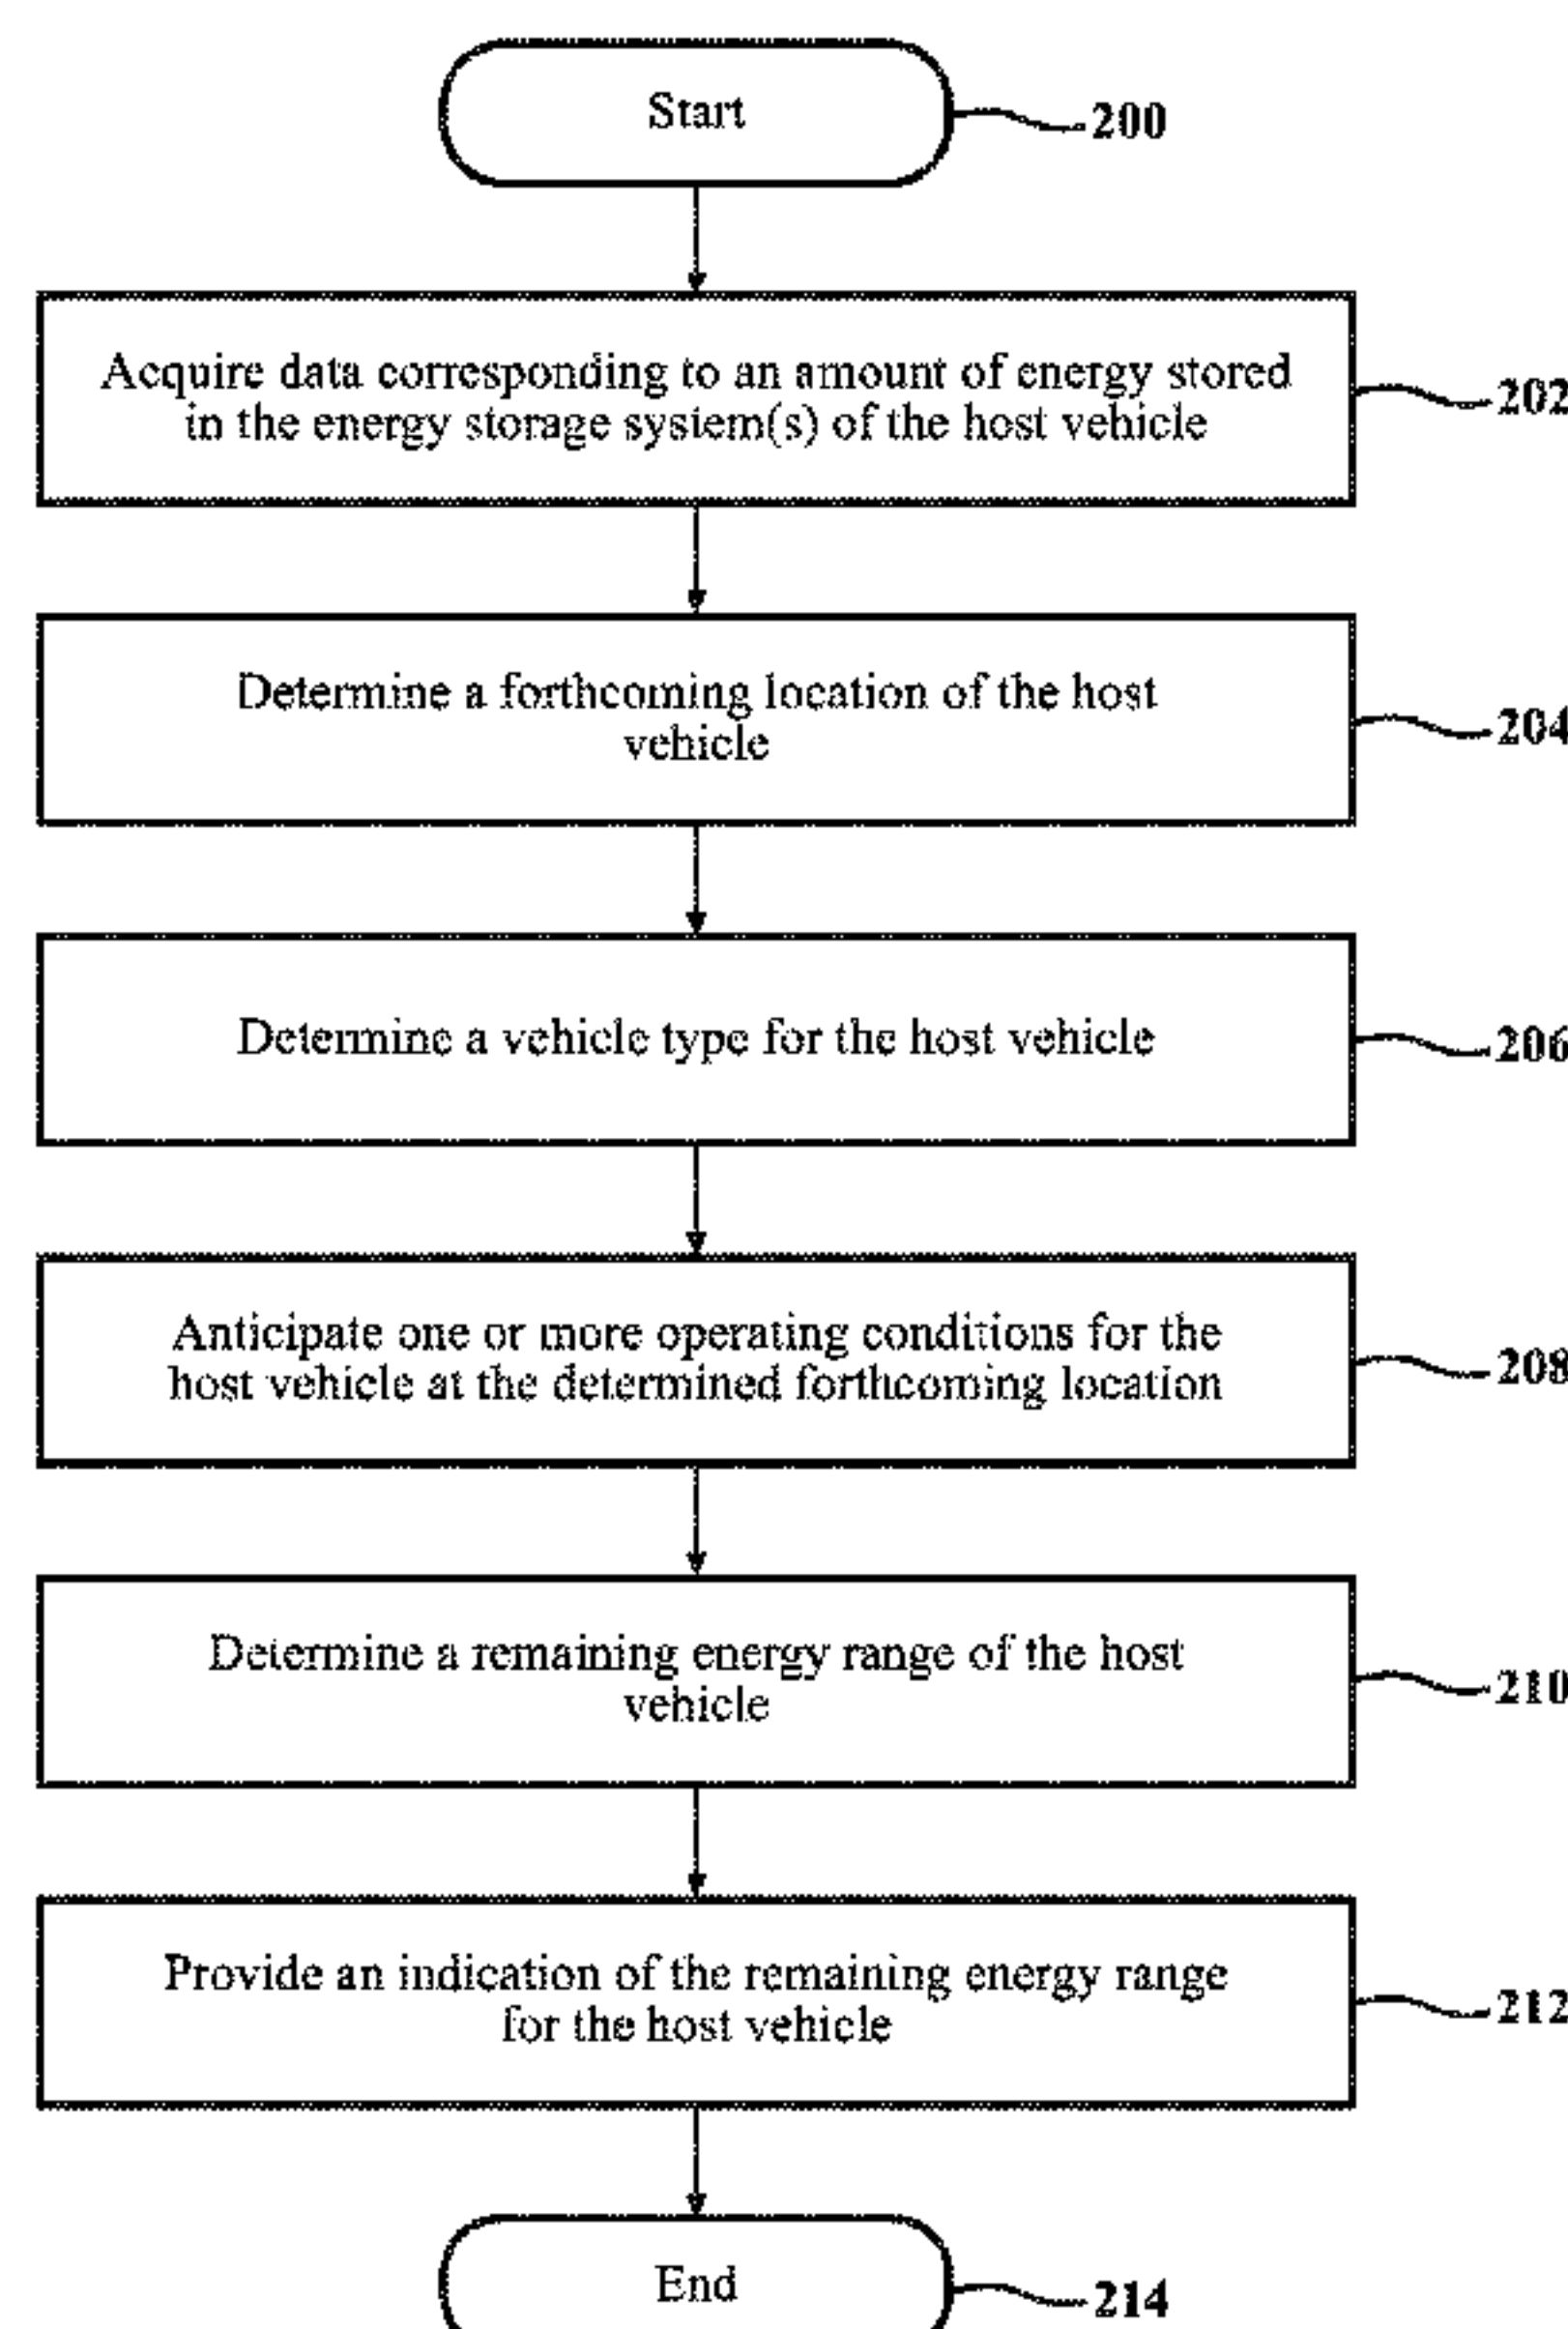 Start
200
Acquire data corresponding to an amount of energy stored
in the energy storage system(s) of the host vehicle
202
Determine a forthcoming location of the host
vehicle
204
Determine a vehicle type for the host vehicle
206
Anticipate one or more operating conditions for the
host vehicle at the determined forthcoming location
208
Determine a remaining energy range of the host
vehicle
210
Provide an indication of the remaining energy range
for the host vehicle
212
End
214